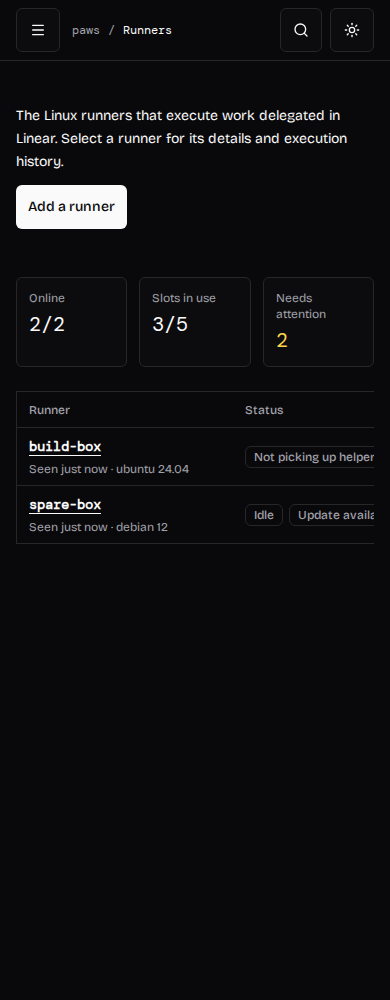 paws / Runners
The Linux runners that execute work delegated in
Linear. Select a runner for its details and execution
history.
Add a runner
Online
2/2
Slots in use
3/5
Needs
attention
2
Runner Status
build-box
Seen just now · ubuntu 24.04
Not picking up helper
spare-box
Seen just now · debian 12
Idle
Update availa